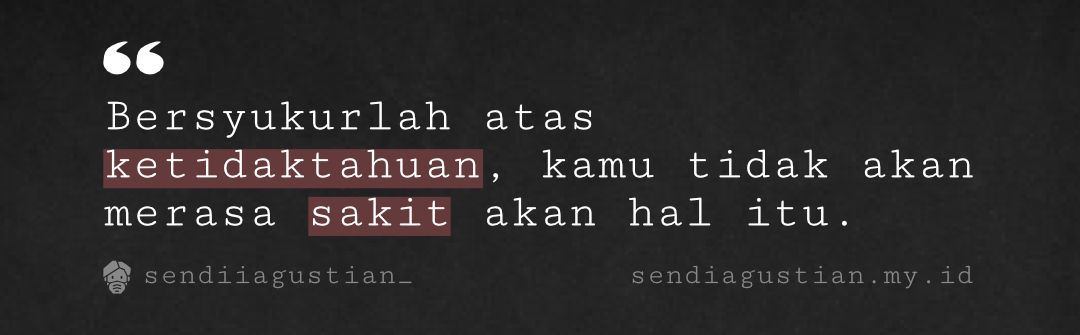 “
Bersyukurlah atas
ketidaktahuan, kamu tidak akan
merasa sakit akan hal itu.
sendiiagustian_
sendiagustian.my.id